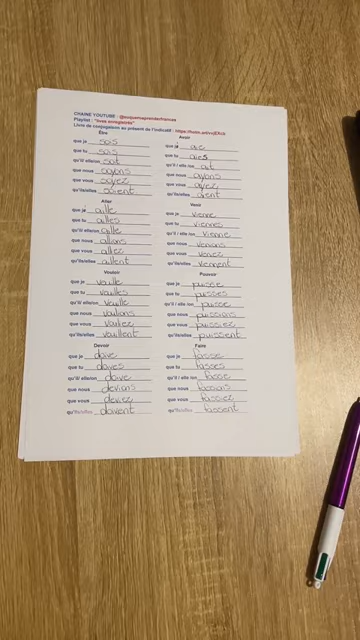 CHAINE YOUTUBE
Playlist : "livres enregistrés"
Livre de conjugaison au présent de l'indicatif :
Être
que je sois
que tu sois
qu'il/ elle/on soit
que nous soyons
que vous soyez
qu'ils/elles soient
Avoir
que j' aie
que tu aies
qu'il / elle /on ait
que nous ayons
que vous ayez
qu'ils/elles aient
Aller
que j' aille
que tu ailles
qu'il/ elle/on aille
que nous allions
que vous alliez
qu'ils/elles aillent
Venir
que je vienne
que tu viennes
qu'il / elle /on vienne
que nous venions
que vous veniez
qu'ils/elles viennent
Vouloir
que je veuille
que tu veuilles
qu'il/ elle/on veuille
que nous voulions
que vous vouliez
qu'ils/elles veuillent
Pouvoir
que je puisse
que tu puisses
qu'il / elle /on puisse
que nous puissions
que vous puissiez
qu'ils/elles puissent
Devoir
que je doive
que tu doives
qu'il/ elle/on doive
que nous devions
que vous deviez
qu'ils/elles doivent
Faire
que je fasse
que tu fasses
qu'il / elle /on fasse
que nous fassions
que vous fassiez
qu'ils/elles fassent